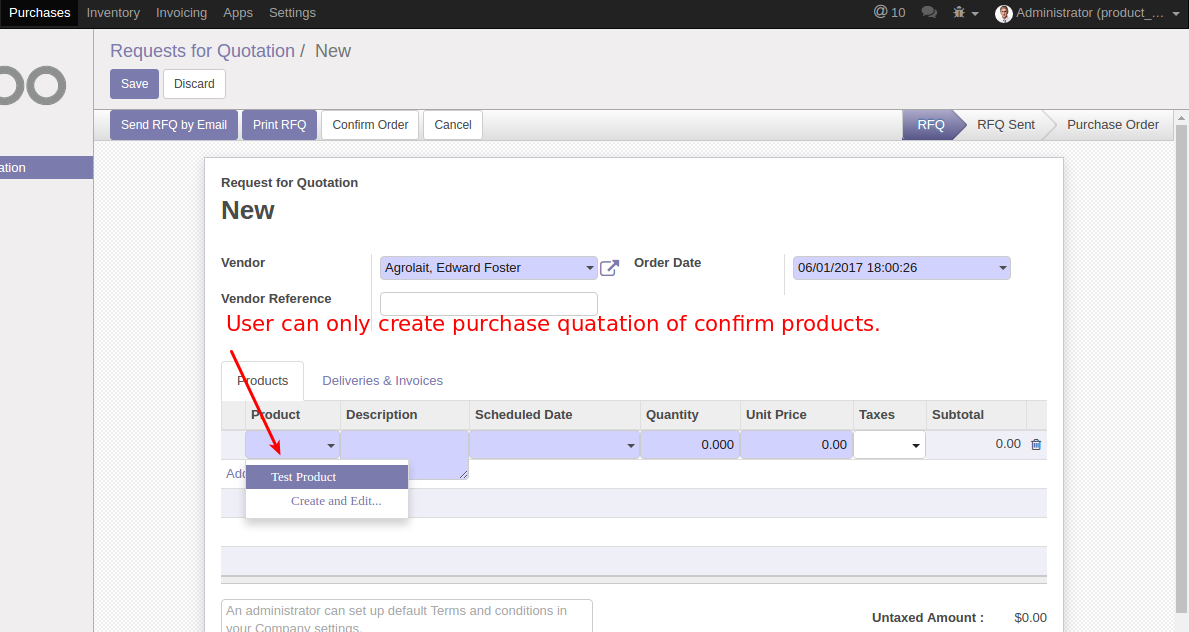 Purchases Inventory Invoicing Apps Settings @ 10 Administrator (product_...
Requests for Quotation / New
Save Discard
Send RFQ by Email Print RFQ Confirm Order Cancel RFQ RFQ Sent Purchase Order
ation
Request for Quotation
New
Vendor Agrolait, Edward Foster Order Date 06/01/2017 18:00:26
Vendor Reference
User can only create purchase quatation of confirm products.
Products Deliveries & Invoices
Product Description Scheduled Date Quantity Unit Price Taxes Subtotal
0.000 0.00 0.00
Add
Test Product
Create and Edit...
An administrator can set up default Terms and conditions in
your Company settings.
Untaxed Amount : $0.00